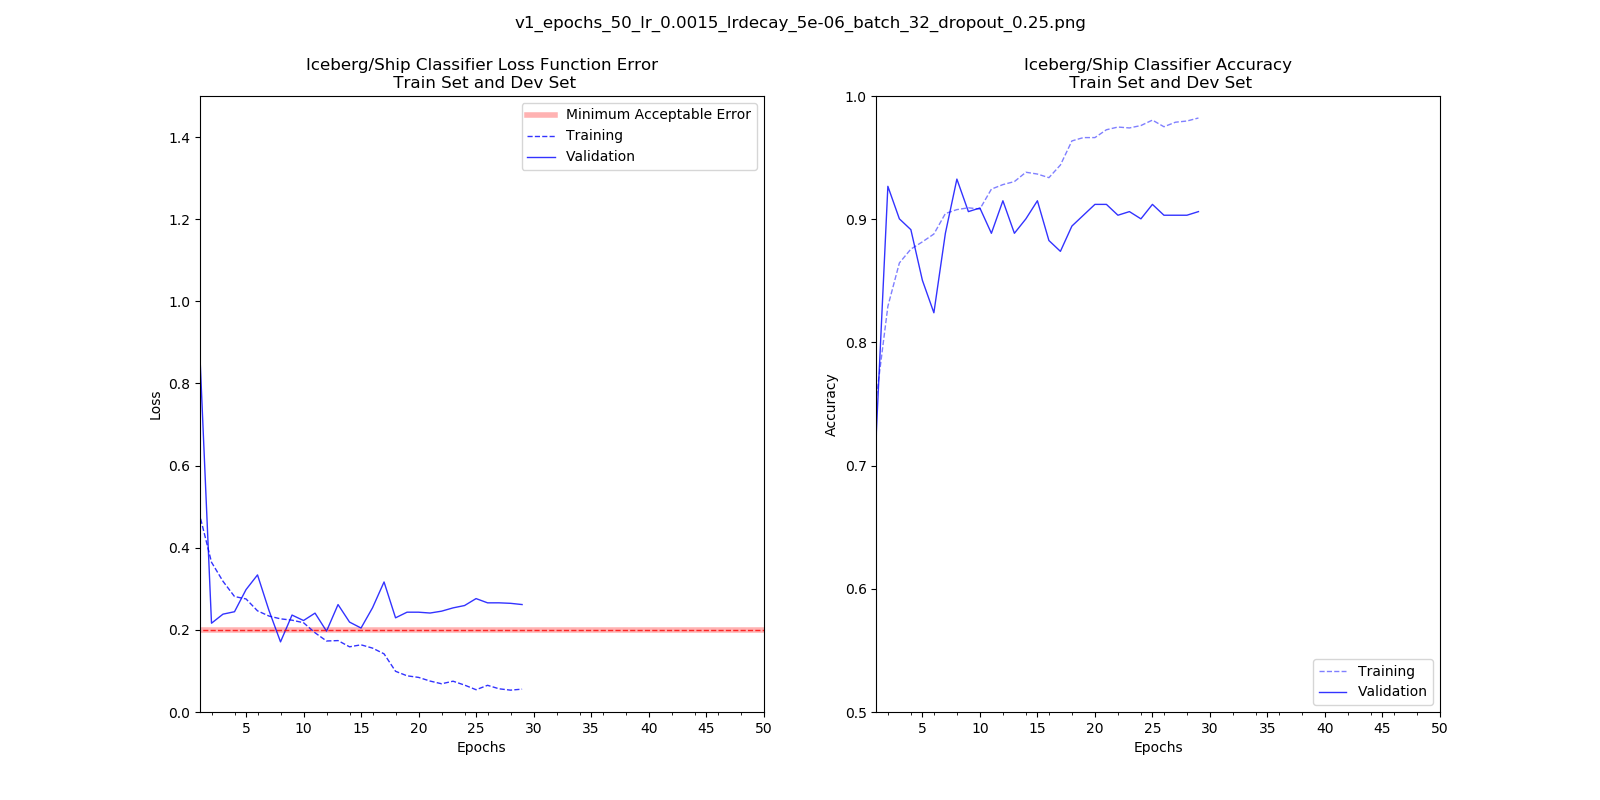 v1_epochs_50_lr_0.0015_lrdecay_5e-06_batch_32_dropout_0.25.png
Iceberg/Ship Classifier Loss Function Error
Train Set and Dev Set
Minimum Acceptable Error
Training
Validation
1.4
1.2
1.0
0.8
0.6
0.4
0.2
0.0
Loss
5 10 15 20 25 30 35 40 45 50
Epochs
Iceberg/Ship Classifier Accuracy
Train Set and Dev Set
1.0
0.9
0.8
0.7
0.6
0.5
Accuracy
Training
Validation
5 10 15 20 25 30 35 40 45 50
Epochs